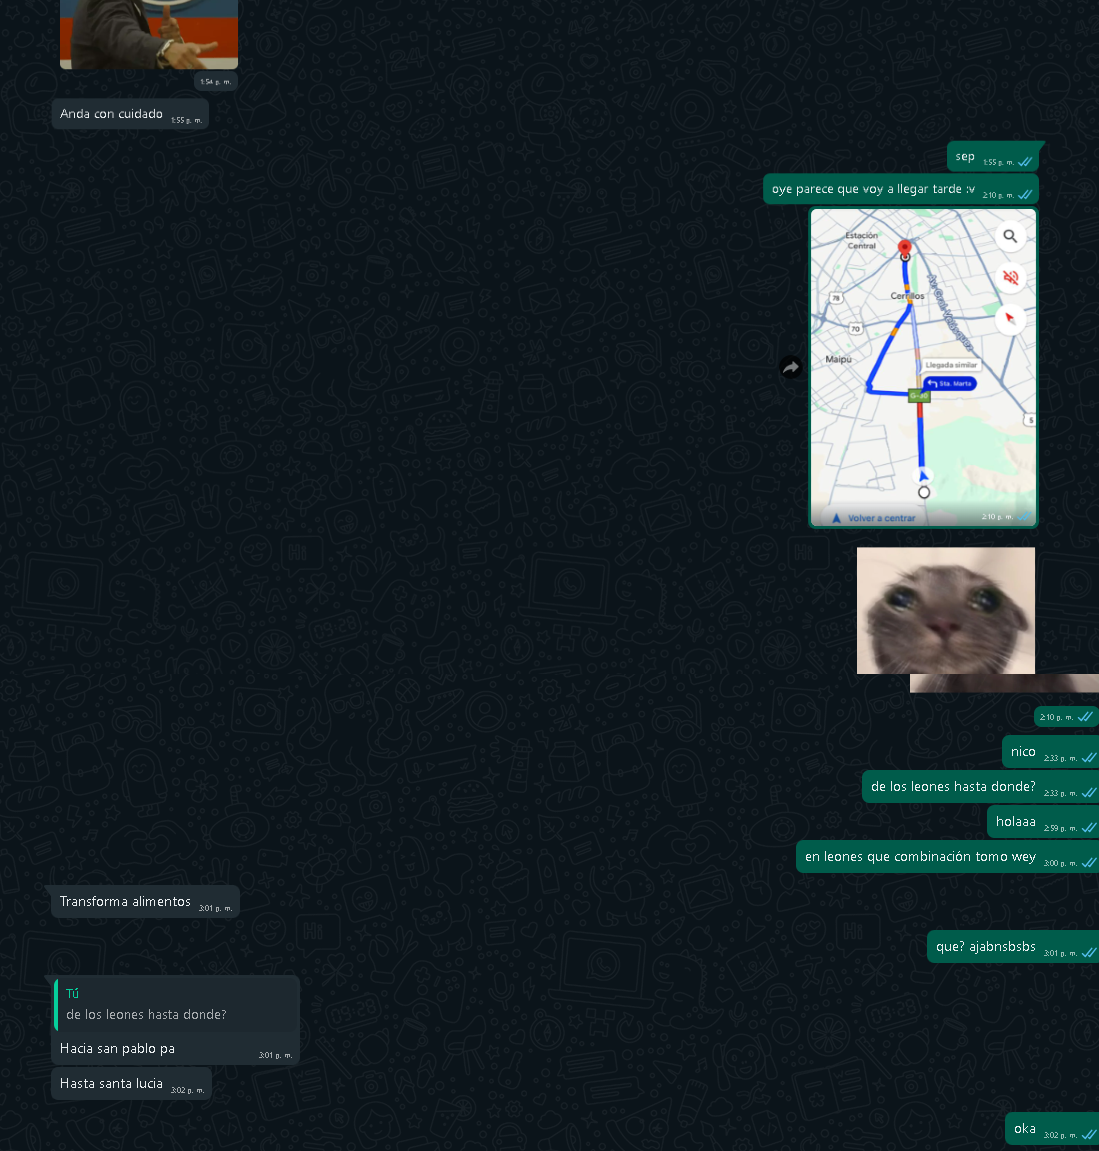 1:54 p. m.
Anda con cuidado 1:55 p. m.
sep 1:55 p. m.
oye parece que voy a llegar tarde :v 2:10 p. m.
Estación
Central
Cerrillos
Av. Gral. Velásquez
78
70
Maipú
Llegada similar
Sta. Marta
G-30
5
Volver a centrar 2:10 p. m.
2:10 p. m.
nico 2:33 p. m.
de los leones hasta donde? 2:33 p. m.
holaaa 2:59 p. m.
en leones que combinación tomo wey 3:00 p. m.
Transforma alimentos 3:01 p. m.
que? ajabnsbsbs 3:01 p. m.
Tú
de los leones hasta donde?
Hacia san pablo pa 3:01 p. m.
Hasta santa lucia 3:02 p. m.
oka 3:02 p. m.